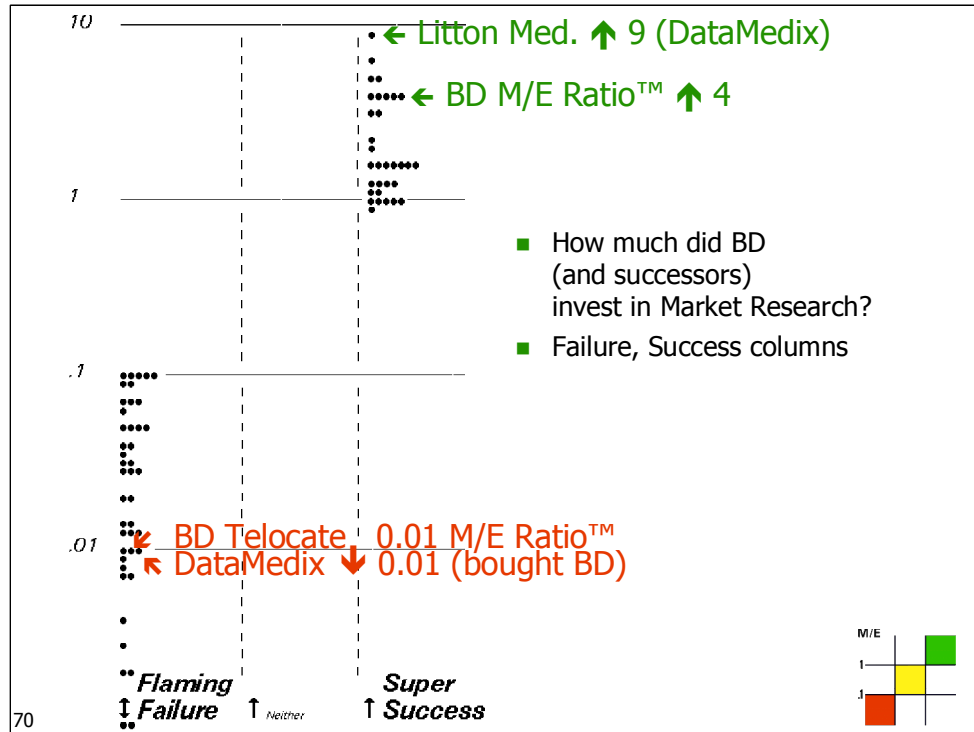 10
← Litton Med. ↑ 9 (DataMedix)
← BD M/E Ratio™ ↑ 4
1
■ How much did BD
(and successors)
invest in Market Research?
■ Failure, Success columns
.1
.01
↙ BD Telocate 0.01 M/E Ratio™
↖ DataMedix ↓ 0.01 (bought BD)
M/E
1
.1
Flaming
↕ Failure
↑ Neither
Super
↑ Success
70